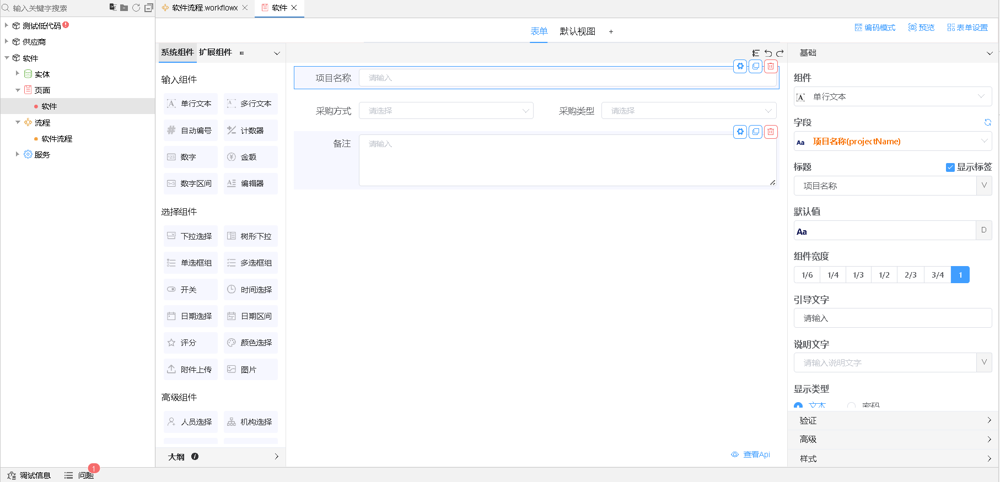 输入关键字搜索
测试低代码
供应商
软件
实体
页面
软件
流程
软件流程
服务
软件流程.workflowx
软件
表单 默认视图 +
编码模式 预览 表单设置
系统组件 扩展组件
输入组件
单行文本 多行文本
自动编号 计数器
数字 金额
数字区间 编辑器
选择组件
下拉选择 树形下拉
单选框组 多选框组
开关 时间选择
日期选择 日期区间
评分 颜色选择
附件上传 图片
高级组件
人员选择 机构选择
大纲
项目名称 请输入
采购方式 请选择 采购类型 请选择
备注 请输入
查看Api
基础
组件
单行文本
字段
Aa 项目名称(projectName)
标题 显示标签
项目名称 V
默认值
Aa D
组件宽度
1/6 1/4 1/3 1/2 2/3 3/4 1
引导文字
请输入
说明文字
请输入说明文字 V
显示类型
文本 密码
验证
高级
样式
调试信息 问题 1